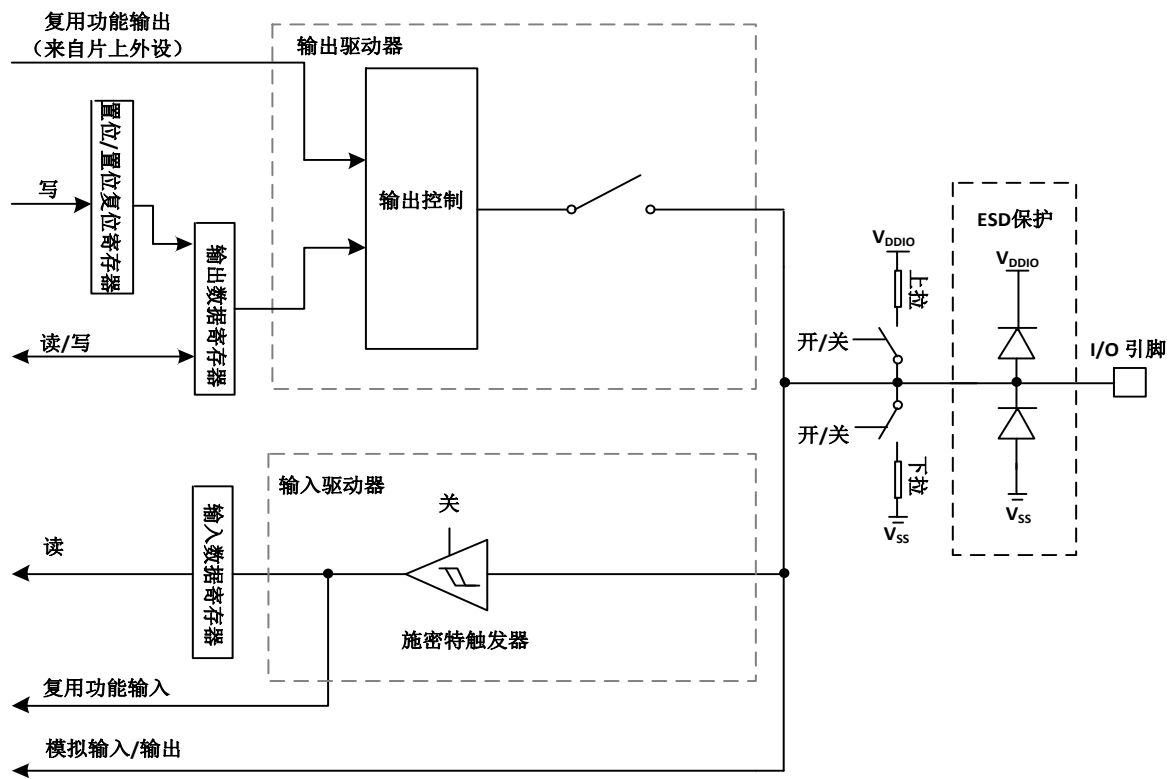 复用功能输出
（来自片上外设）
输出驱动器
置位/置位复位寄存器
写
输出控制
输出数据寄存器
读/写
ESD保护
VDDIO
VDDIO
上拉
开/关
I/O 引脚
开/关
下拉
VSS
VSS
输入驱动器
关
输入数据寄存器
读
施密特触发器
复用功能输入
模拟输入/输出